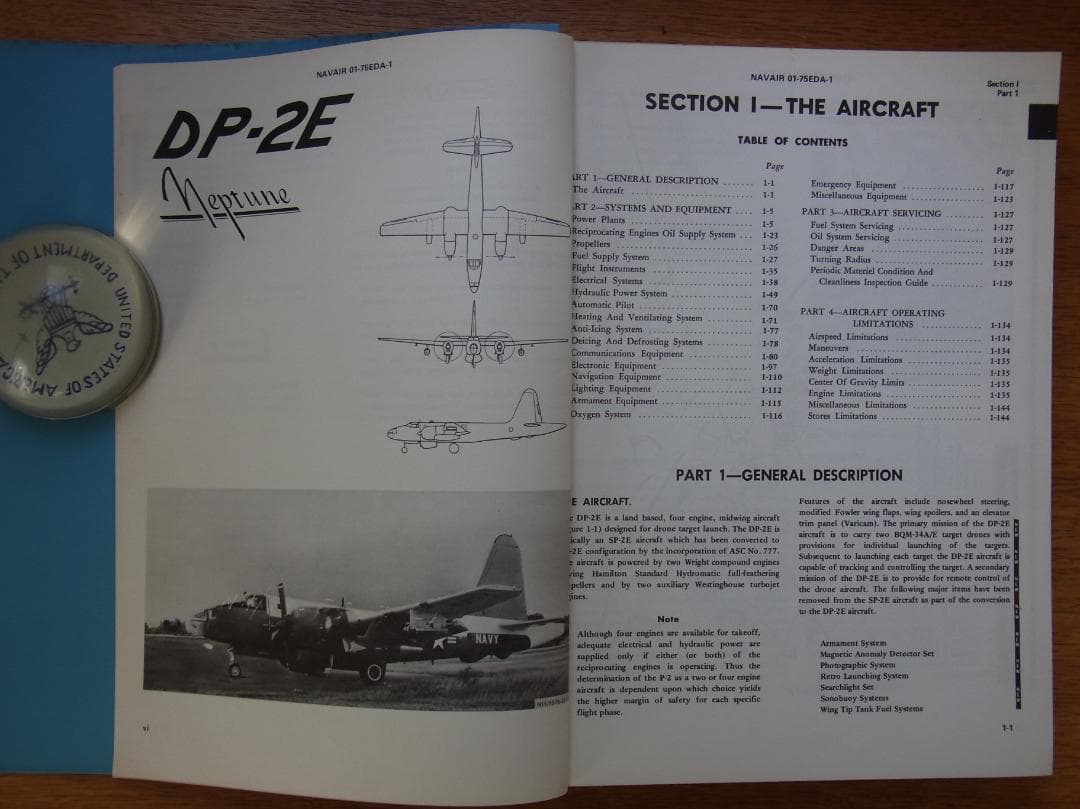 NAVAIR 01-75EDA-1
DP-2E
Neptune
NAVY
vi
UNITED STATES OF AMERICA
DEPARTMENT OF
NAVAIR 01-75EDA-1
Section I
Part 1
SECTION I—THE AIRCRAFT
TABLE OF CONTENTS
Page
ART 1—GENERAL DESCRIPTION ....... 1-1
The Aircraft ........ 1-1
RT 2—SYSTEMS AND EQUIPMENT .... 1-5
Power Plants ........ 1-5
Reciprocating Engines Oil Supply System ... 1-23
Propellers ........ 1-26
Fuel Supply System ........ 1-27
Flight Instruments ........ 1-35
Electrical Systems ........ 1-38
Hydraulic Power System ........ 1-49
Automatic Pilot ........ 1-70
Heating And Ventilating System ........ 1-71
Anti-Icing System ........ 1-77
Deicing And Defrosting Systems ........ 1-78
Communications Equipment ........ 1-80
Electronic Equipment ........ 1-97
Navigation Equipment ........ 1-110
Lighting Equipment ........ 1-112
Armament Equipment ........ 1-115
Oxygen System ........ 1-116
Page
Emergency Equipment ........ 1-117
Miscellaneous Equipment ........ 1-123
PART 3—AIRCRAFT SERVICING ........ 1-127
Fuel System Servicing ........ 1-127
Oil System Servicing ........ 1-127
Danger Areas ........ 1-129
Turning Radius ........ 1-129
Periodic Materiel Condition And
Cleanliness Inspection Guide ........ 1-129
PART 4—AIRCRAFT OPERATING
LIMITATIONS ........ 1-134
Airspeed Limitations ........ 1-134
Maneuvers ........ 1-134
Acceleration Limitations ........ 1-135
Weight Limitations ........ 1-135
Center Of Gravity Limits ........ 1-135
Engine Limitations ........ 1-135
Miscellaneous Limitations ........ 1-144
Stores Limitations ........ 1-144
PART 1—GENERAL DESCRIPTION
E AIRCRAFT.
e DP-2E is a land based, four engine, midwing aircraft
ure 1-1) designed for drone target launch. The DP-2E is
ically an SP-2E aircraft which has been converted to
-2E configuration by the incorporation of ASC No. 777.
e aircraft is powered by two Wright compound engines
ving Hamilton Standard Hydromatic full-feathering
pellers and by two auxiliary Westinghouse turbojet
gines.
Note
Although four engines are available for takeoff,
adequate electrical and hydraulic power are
supplied only if either (or both) of the
reciprocating engines is operating. Thus the
determination of the P-2 as a two or four engine
aircraft is dependent upon which choice yields
the higher margin of safety for each specific
flight phase.
Features of the aircraft include nosewheel steering,
modified Fowler wing flaps, wing spoilers, and an elevator
trim panel (Varicam). The primary mission of the DP-2E
aircraft is to carry two BQM-34A/E target drones with
provisions for individual launching of the targets.
Subsequent to launching each target the DP-2E aircraft is
capable of tracking and controlling the target. A secondary
mission of the DP-2E is to provide for remote control of
the drone aircraft. The following major items have been
removed from the SP-2E aircraft as part of the conversion
to the DP-2E aircraft.
Armament System
Magnetic Anomaly Detector Set
Photographic System
Retro Launching System
Searchlight Set
Sonobuoy Systems
Wing Tip Tank Fuel Systems
1-1